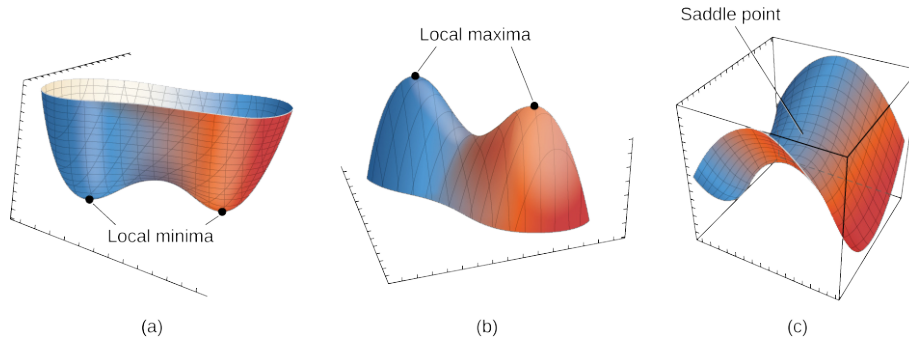 Saddle point
Local maxima
Local minima
(a)
(b)
(c)